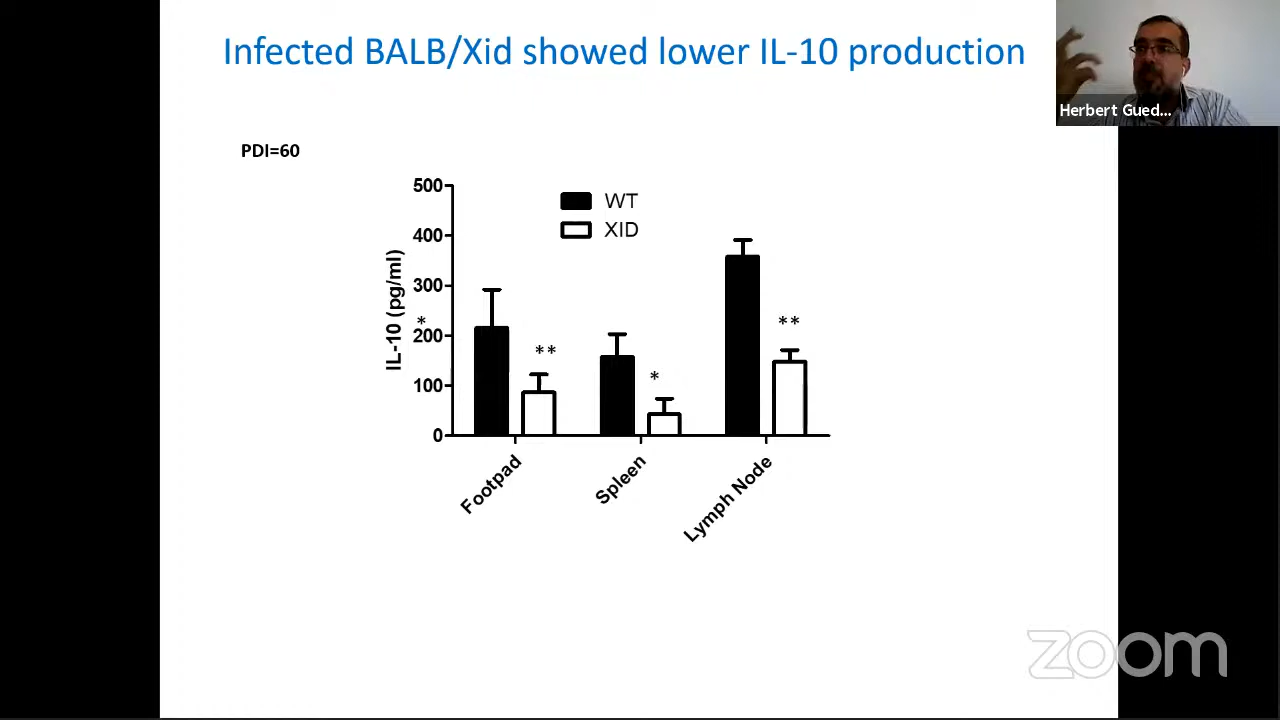 Infected BALB/Xid showed lower IL-10 production
Herbert Gued...
PDI=60
500
400
300
200
100
0
IL-10 (pg/ml)
*
WT
XID
**
*
**
Footpad
Spleen
Lymph Node
zoom